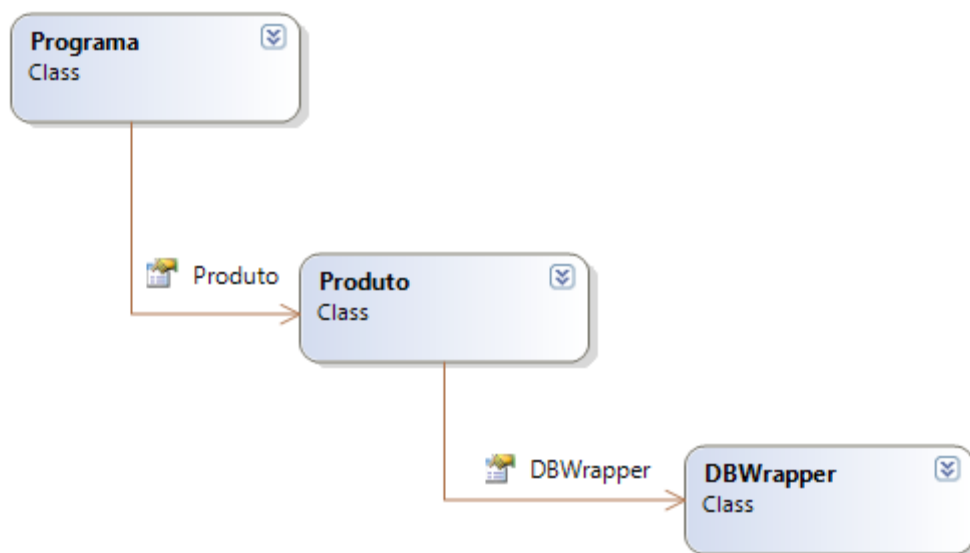 Programa
Class
Produto
Produto
Class
DBWrapper
DBWrapper
Class